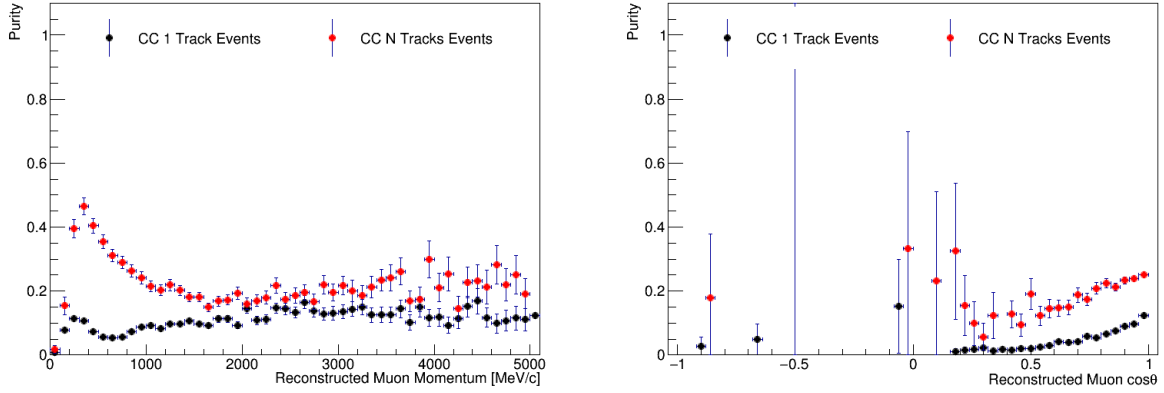 Purity
CC 1 Track Events
CC N Tracks Events
1
0.8
0.6
0.4
0.2
0
0
1000
2000
3000
4000
5000
Reconstructed Muon Momentum [MeV/c]
Purity
CC 1 Track Events
CC N Tracks Events
1
0.8
0.6
0.4
0.2
0
−1
−0.5
0
0.5
1
Reconstructed Muon cosθ